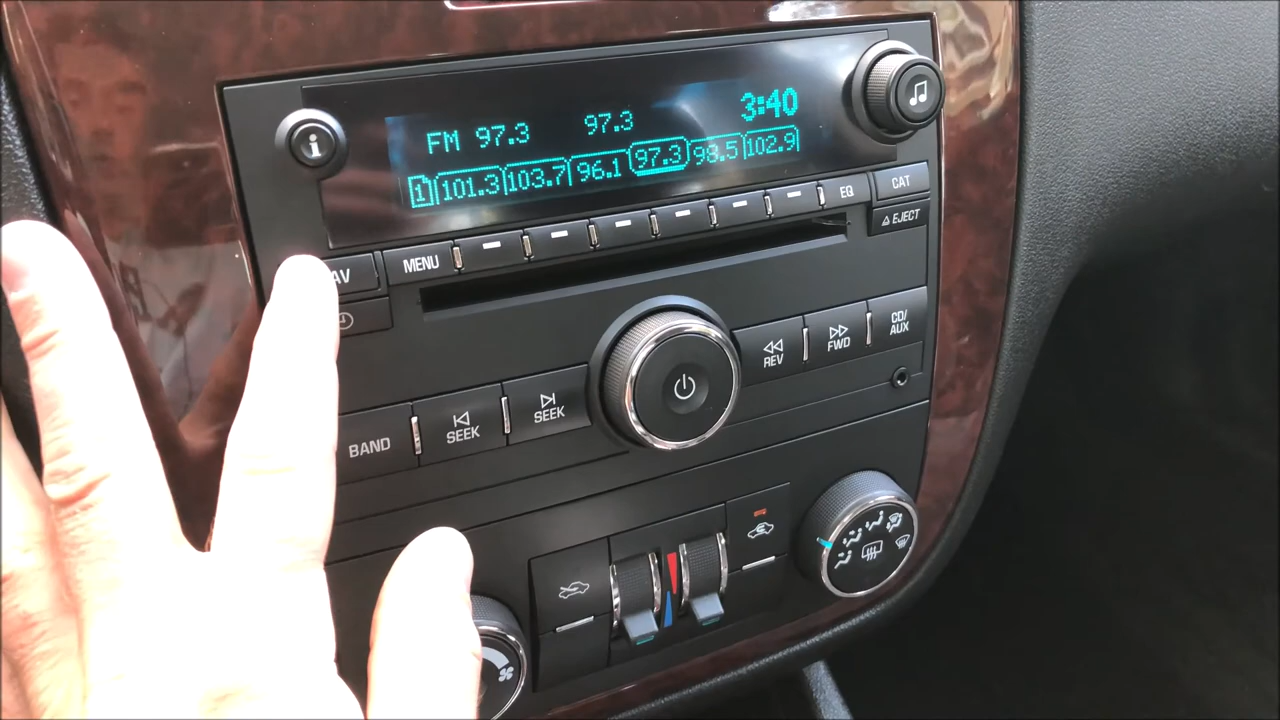 FM 97.3 97.3 3:40
1 101.3 103.7 96.1 97.3 98.5 102.9
i
AV MENU EQ CAT
EJECT
REV FWD CD/
AUX
BAND SEEK SEEK